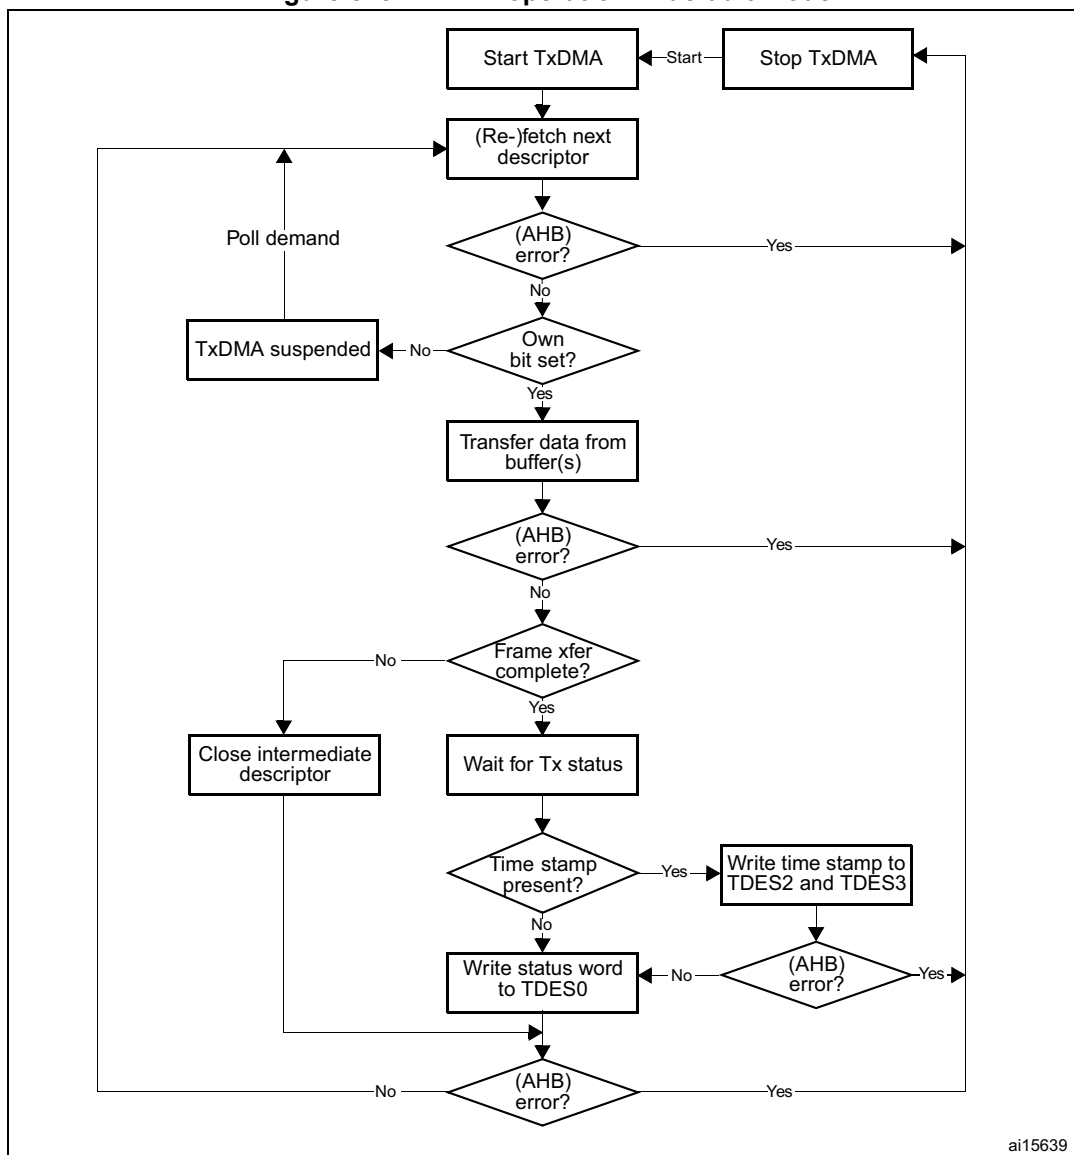 Start TxDMA
Start
Stop TxDMA
(Re-)fetch next
descriptor
Poll demand
(AHB)
error?
Yes
No
TxDMA suspended
No
Own
bit set?
Yes
Transfer data from
buffer(s)
(AHB)
error?
Yes
No
No
Frame xfer
complete?
Yes
Close intermediate
descriptor
Wait for Tx status
Time stamp
present?
Yes
Write time stamp to
TDES2 and TDES3
No
Write status word
to TDES0
No
(AHB)
error?
Yes
No
(AHB)
error?
Yes
ai15639